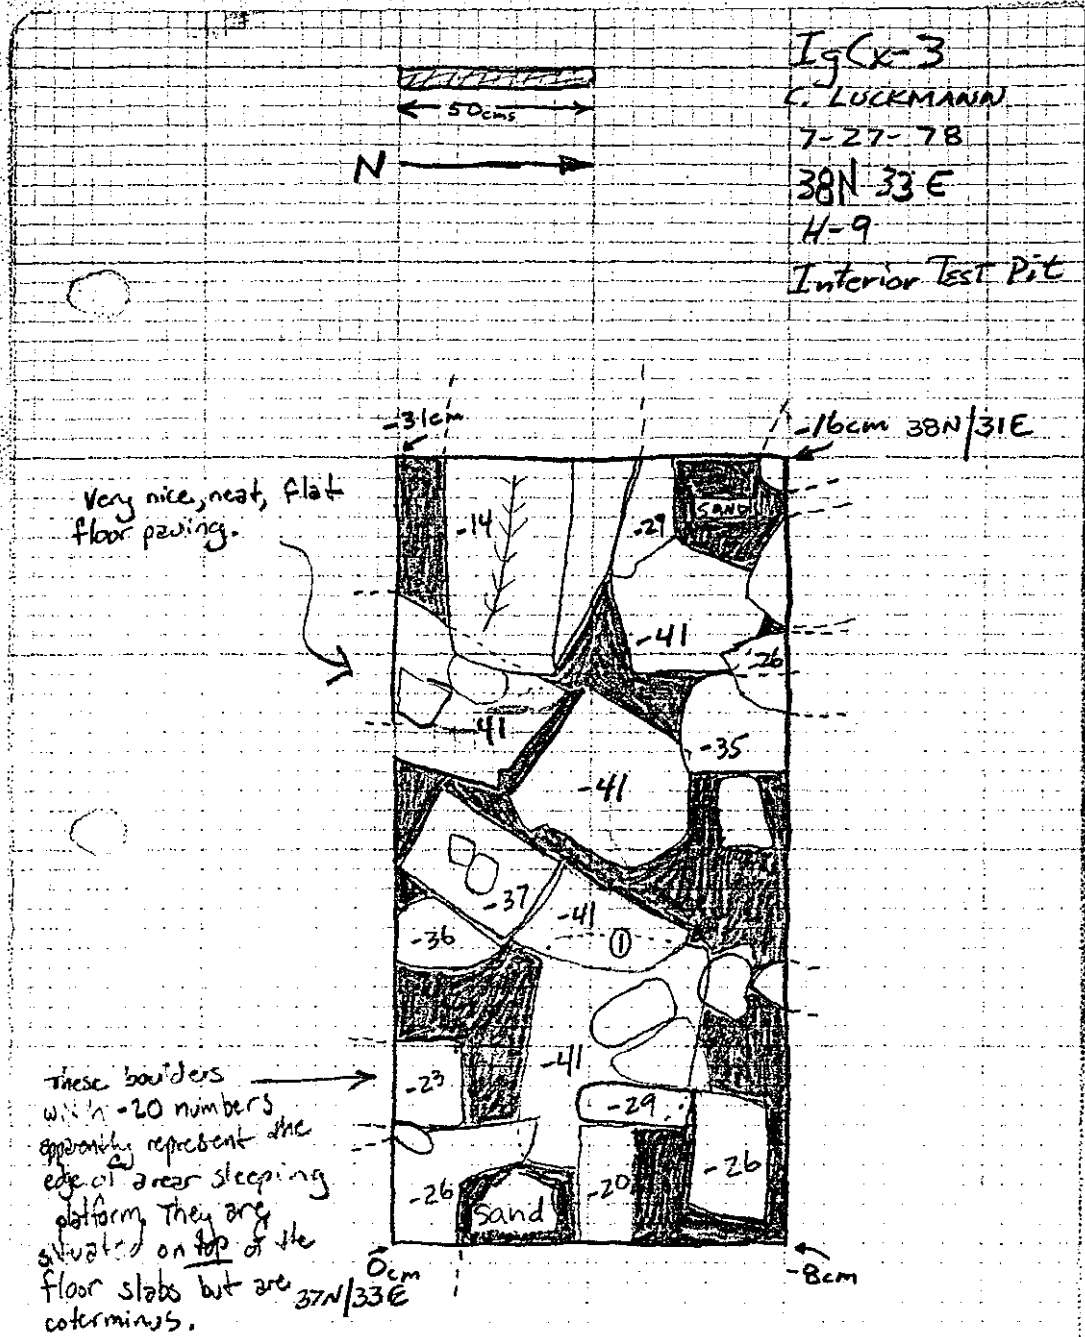 IgCx-3
C. LUCKMANN
7-27-78
38N 33E
H-9
Interior Test Pit
50cms
N
-31cm
-16cm 38N/31E
Very nice, neat, flat
floor paving.
-14
-29
SAND
-41
-26
-41
-35
-41
-37
-41
-36
1
-41
-23
-29
-26
-20
-26
Sand
These boulders
with -20 numbers
apparently represent the
edge of a rear sleeping
platform. They are
situated on top of the
floor slabs but are
coterminus.
0cm
37N/33E
-8cm